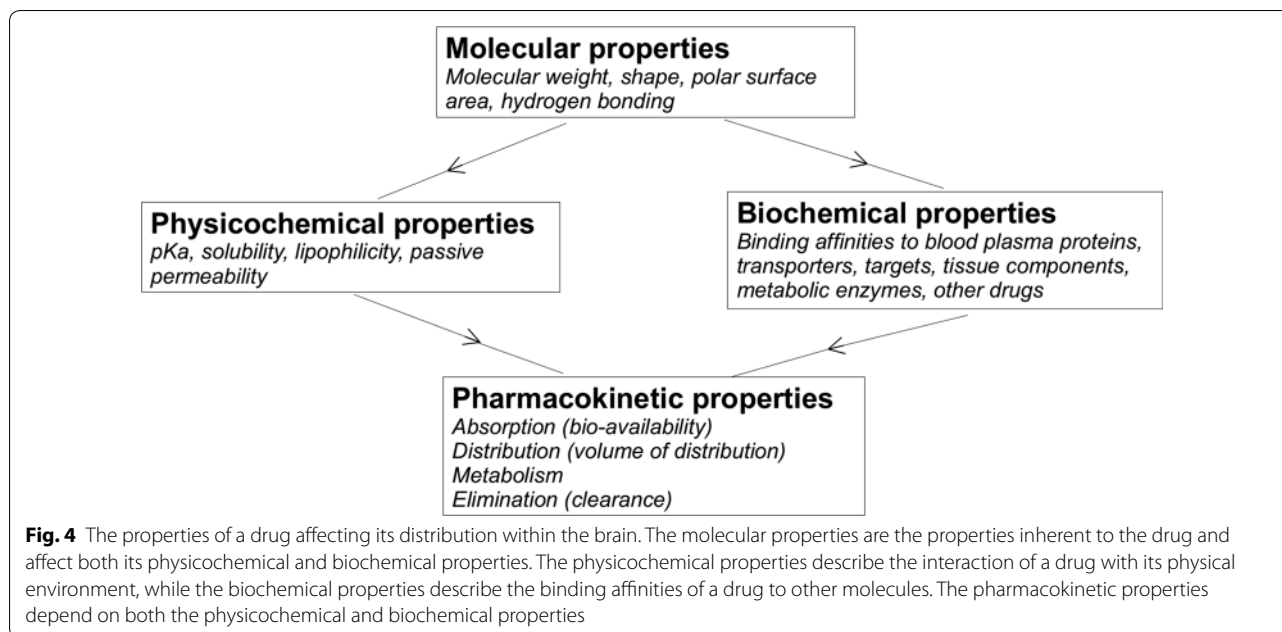 Molecular properties
Molecular weight, shape, polar surface
area, hydrogen bonding
Physicochemical properties
pKa, solubility, lipophilicity, passive
permeability
Biochemical properties
Binding affinities to blood plasma proteins,
transporters, targets, tissue components,
metabolic enzymes, other drugs
Pharmacokinetic properties
Absorption (bio-availability)
Distribution (volume of distribution)
Metabolism
Elimination (clearance)
Fig. 4 The properties of a drug affecting its distribution within the brain. The molecular properties are the properties inherent to the drug and
affect both its physicochemical and biochemical properties. The physicochemical properties describe the interaction of a drug with its physical
environment, while the biochemical properties describe the binding affinities of a drug to other molecules. The pharmacokinetic properties
depend on both the physicochemical and biochemical properties